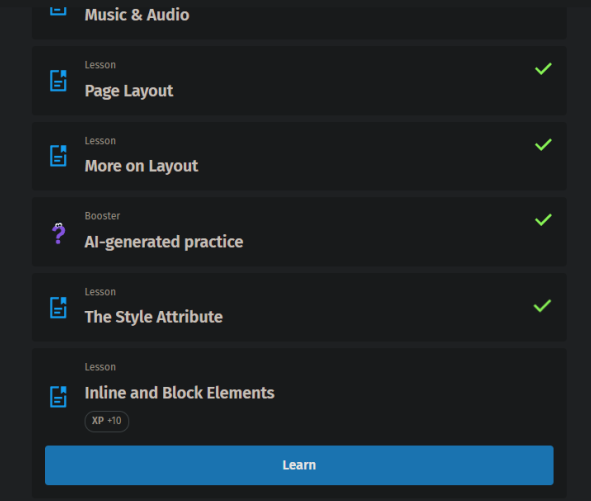 Music & Audio
Lesson
Page Layout
Lesson
More on Layout
Booster
AI-generated practice
Lesson
The Style Attribute
Lesson
Inline and Block Elements
XP +10
Learn